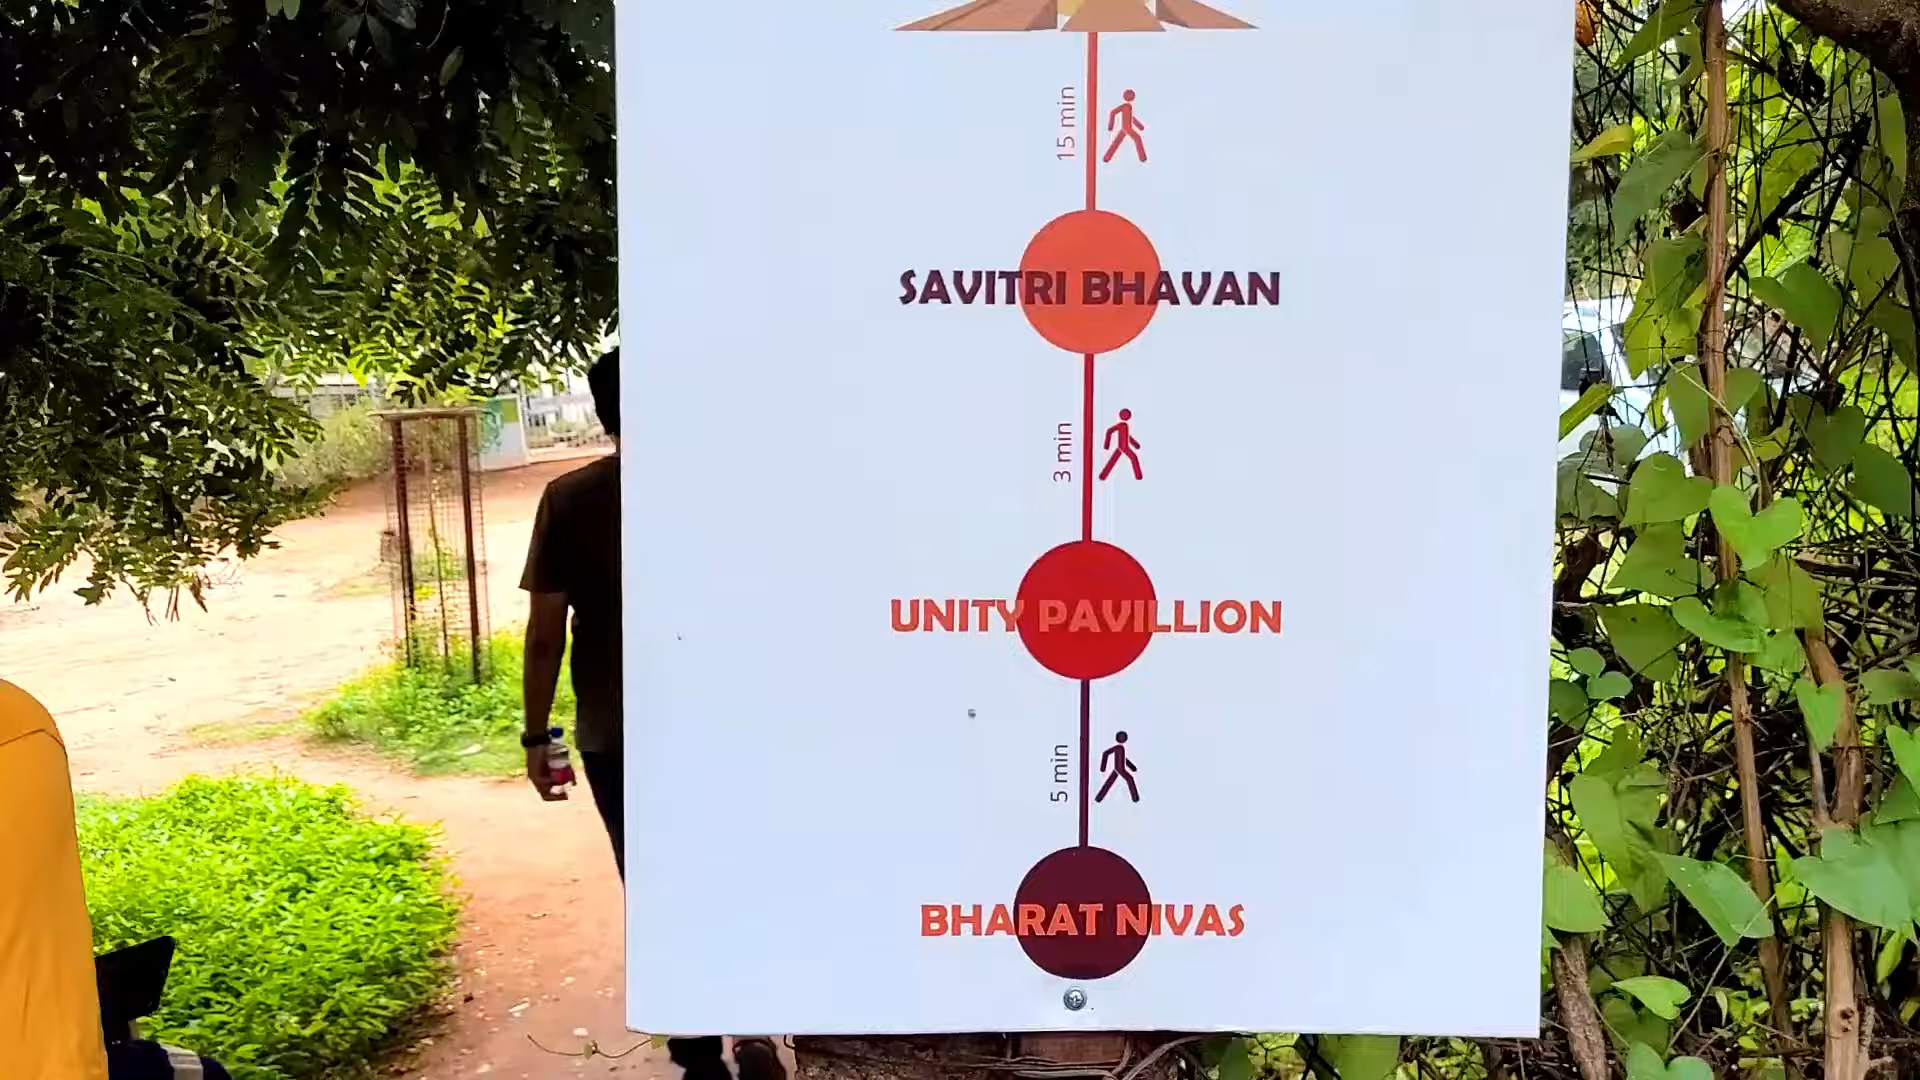 15 min
SAVITRI BHAVAN
3 min
UNITY PAVILLION
5 min
BHARAT NIVAS